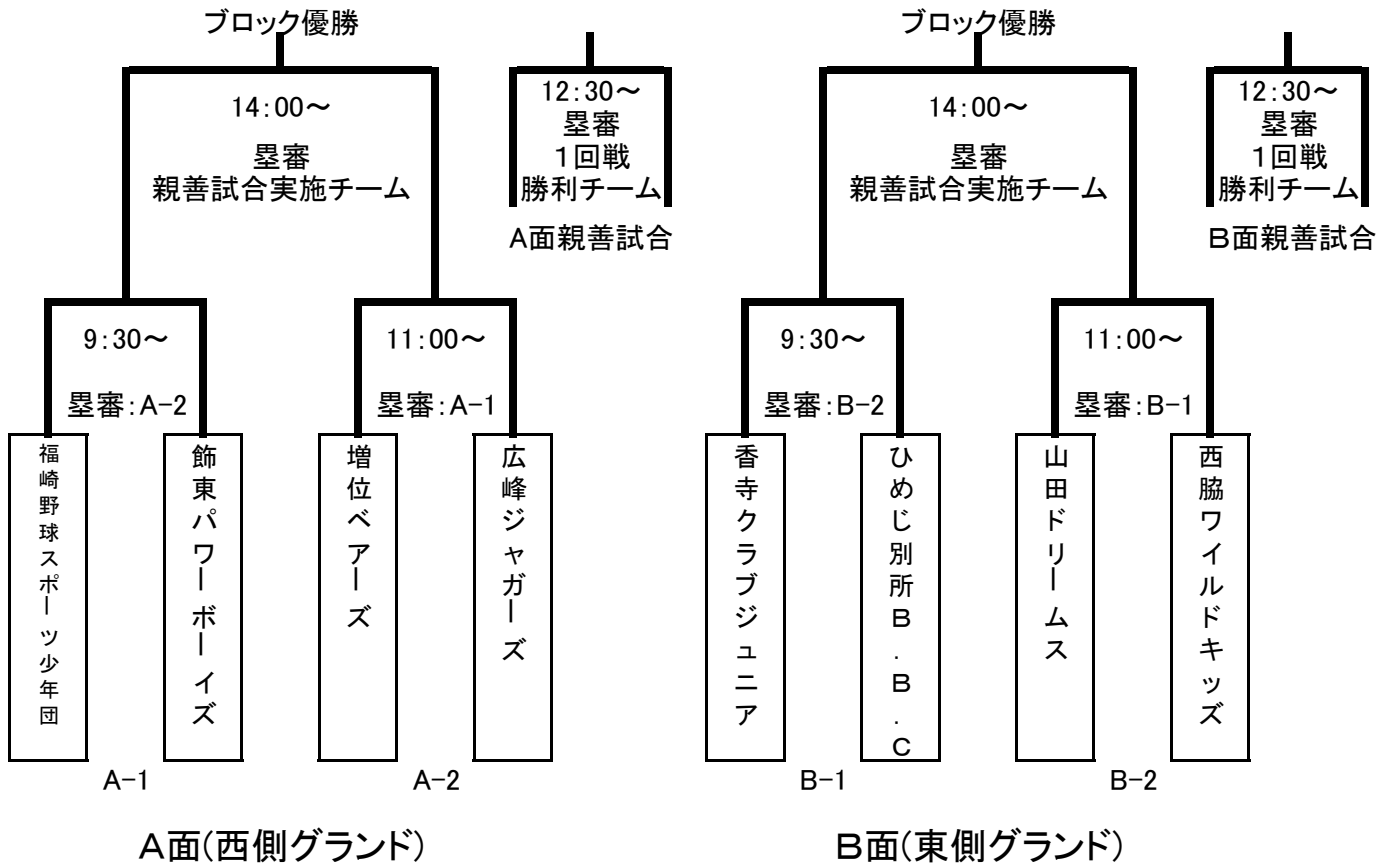 ブロック優勝
14:00～
塁審
親善試合実施チーム
12:30～
塁審
1回戦
勝利チーム
A面親善試合
9:30～
塁審:A-2
11:00～
塁審:A-1
福崎野球スポーツ少年団
飾東パワーボーイズ
増位ベアーズ
広峰ジャガーズ
A-1
A-2
A面(西側グランド)
ブロック優勝
14:00～
塁審
親善試合実施チーム
12:30～
塁審
1回戦
勝利チーム
B面親善試合
9:30～
塁審:B-2
11:00～
塁審:B-1
香寺クラブジュニア
ひめじ別所B.B.C
山田ドリームス
西脇ワイルドキッズ
B-1
B-2
B面(東側グランド)